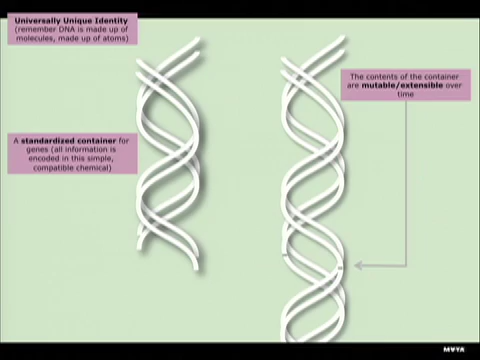 Universally Unique Identity
(remember DNA is made up of
molecules, made up of atoms)
The contents of the container
are mutable/extensible over
time
A standardized container for
genes (all information is
encoded in this simple,
compatible chemical)
MAYA